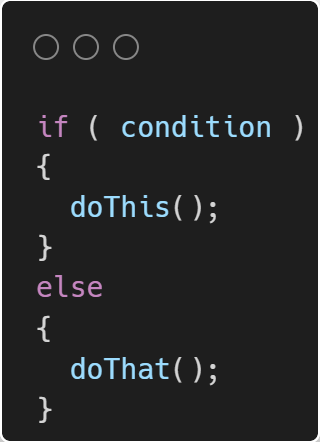 if ( condition )
{
  doThis();
}
else
{
  doThat();
}